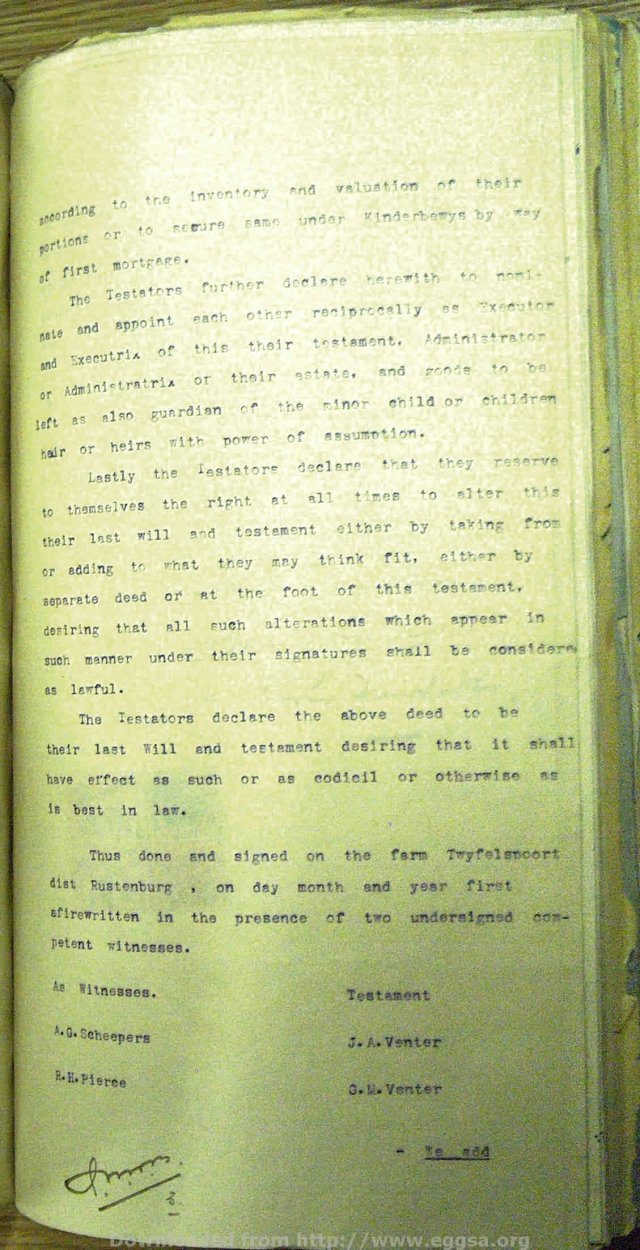 according to the inventory and valuation of their
portions or to secure same under Kinderbewys by way
of first mortgage.
The Testators further declare herewith to nomi-
nate and appoint each other reciprocally as Executor
and Executrix of this their testament, Administrator
or Administratrix or their estate, and goods to be
left as also guardian of the minor child or children
hair or heirs with power of assumption.
Lastly the Testators declare that they reserve
to themselves the right at all times to alter this
their last will and testament either by taking from
or adding to what they may think fit, either by
separate deed or at the foot of this testament,
desiring that all such alterations which appear in
such manner under their signatures shall be considere
as lawful.
The Testators declare the above deed to be
their last Will and testament desiring that it shall
have effect as such or as codicil or otherwise as
is best in law.
Thus done and signed on the farm Twyfelspoort
dist Rustenburg , on day month and year first
afirewritten in the presence of two undersigned com-
petent witnesses.
As Witnesses.
Testament
A.G.Scheepers
J.A.Venter
R.H.Pierce
G.M.Venter
- We add
Downloaded from http://www.eggsa.org